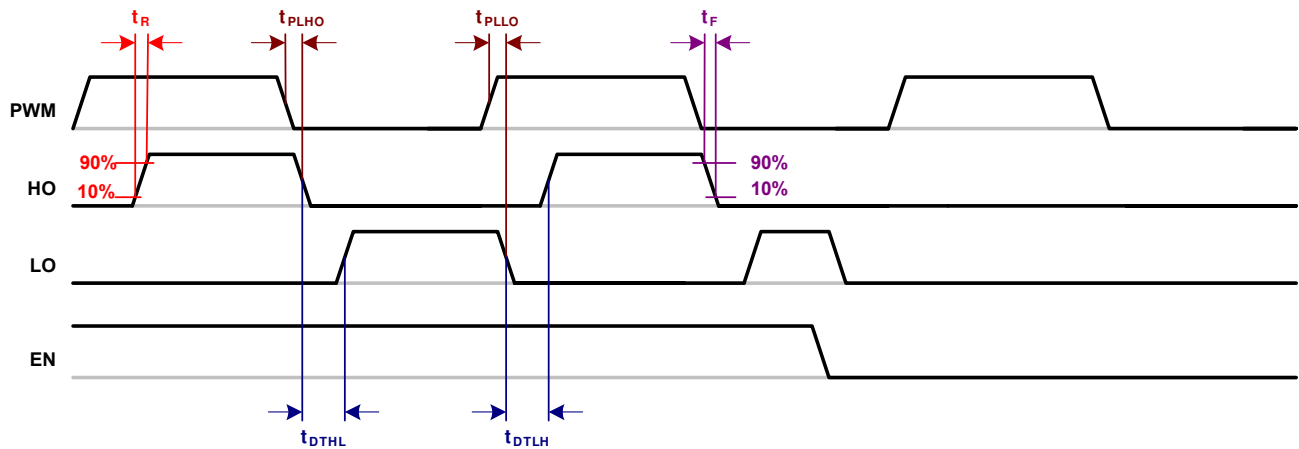 tR tPLHO tPLLO tF
PWM
90% 90%
HO 10% 10%
LO
EN
tDTHL tDTLH